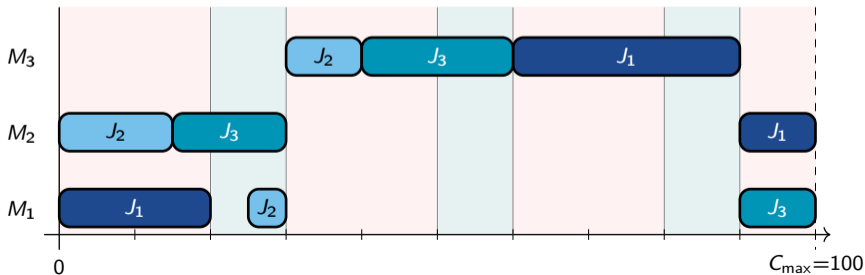 M₃ J₂ J₃ J₁
M₂ J₂ J₃ J₁
M₁ J₁ J₂ J₃
0 Cmax=100